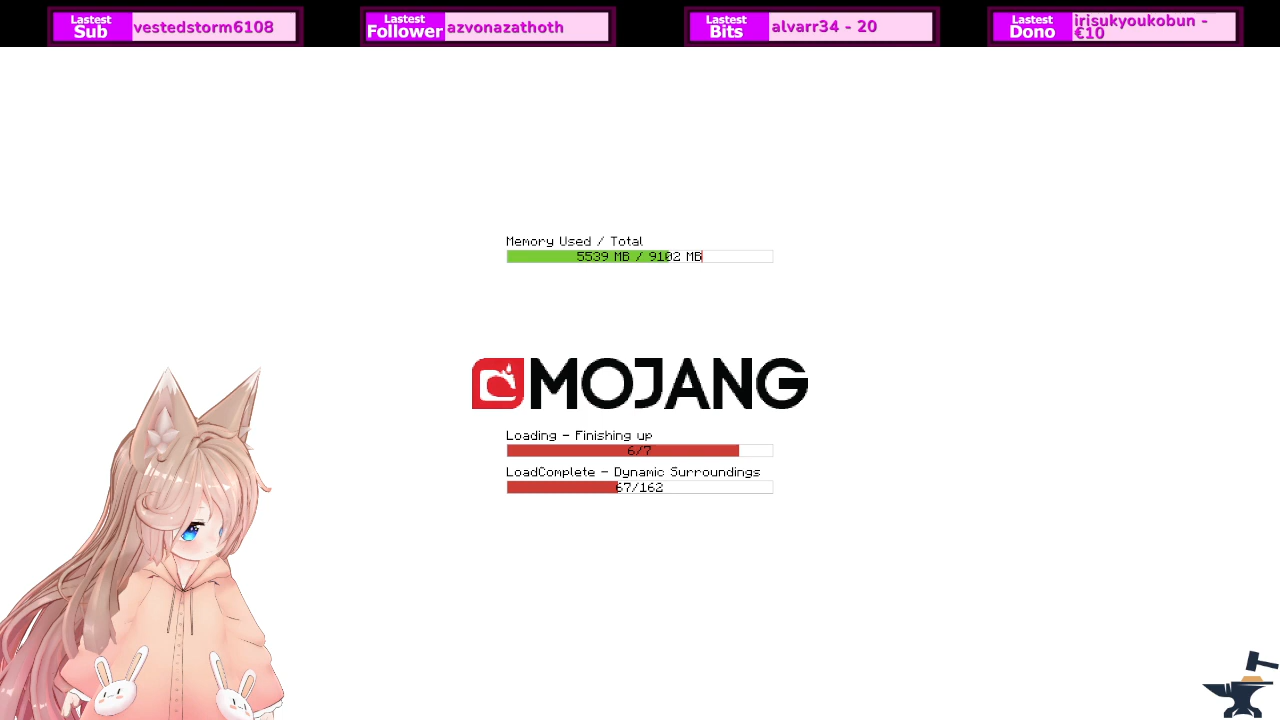 Lastest
Sub
vestedstorm6108
Lastest
Follower
azvonazathoth
Lastest
Bits
alvarr34 - 20
Lastest
Dono
irisukyoukobun -
€10
Memory Used / Total
5539 MB / 9102 MB
MOJANG
Loading - Finishing up
6/7
LoadComplete - Dynamic Surroundings
67/162